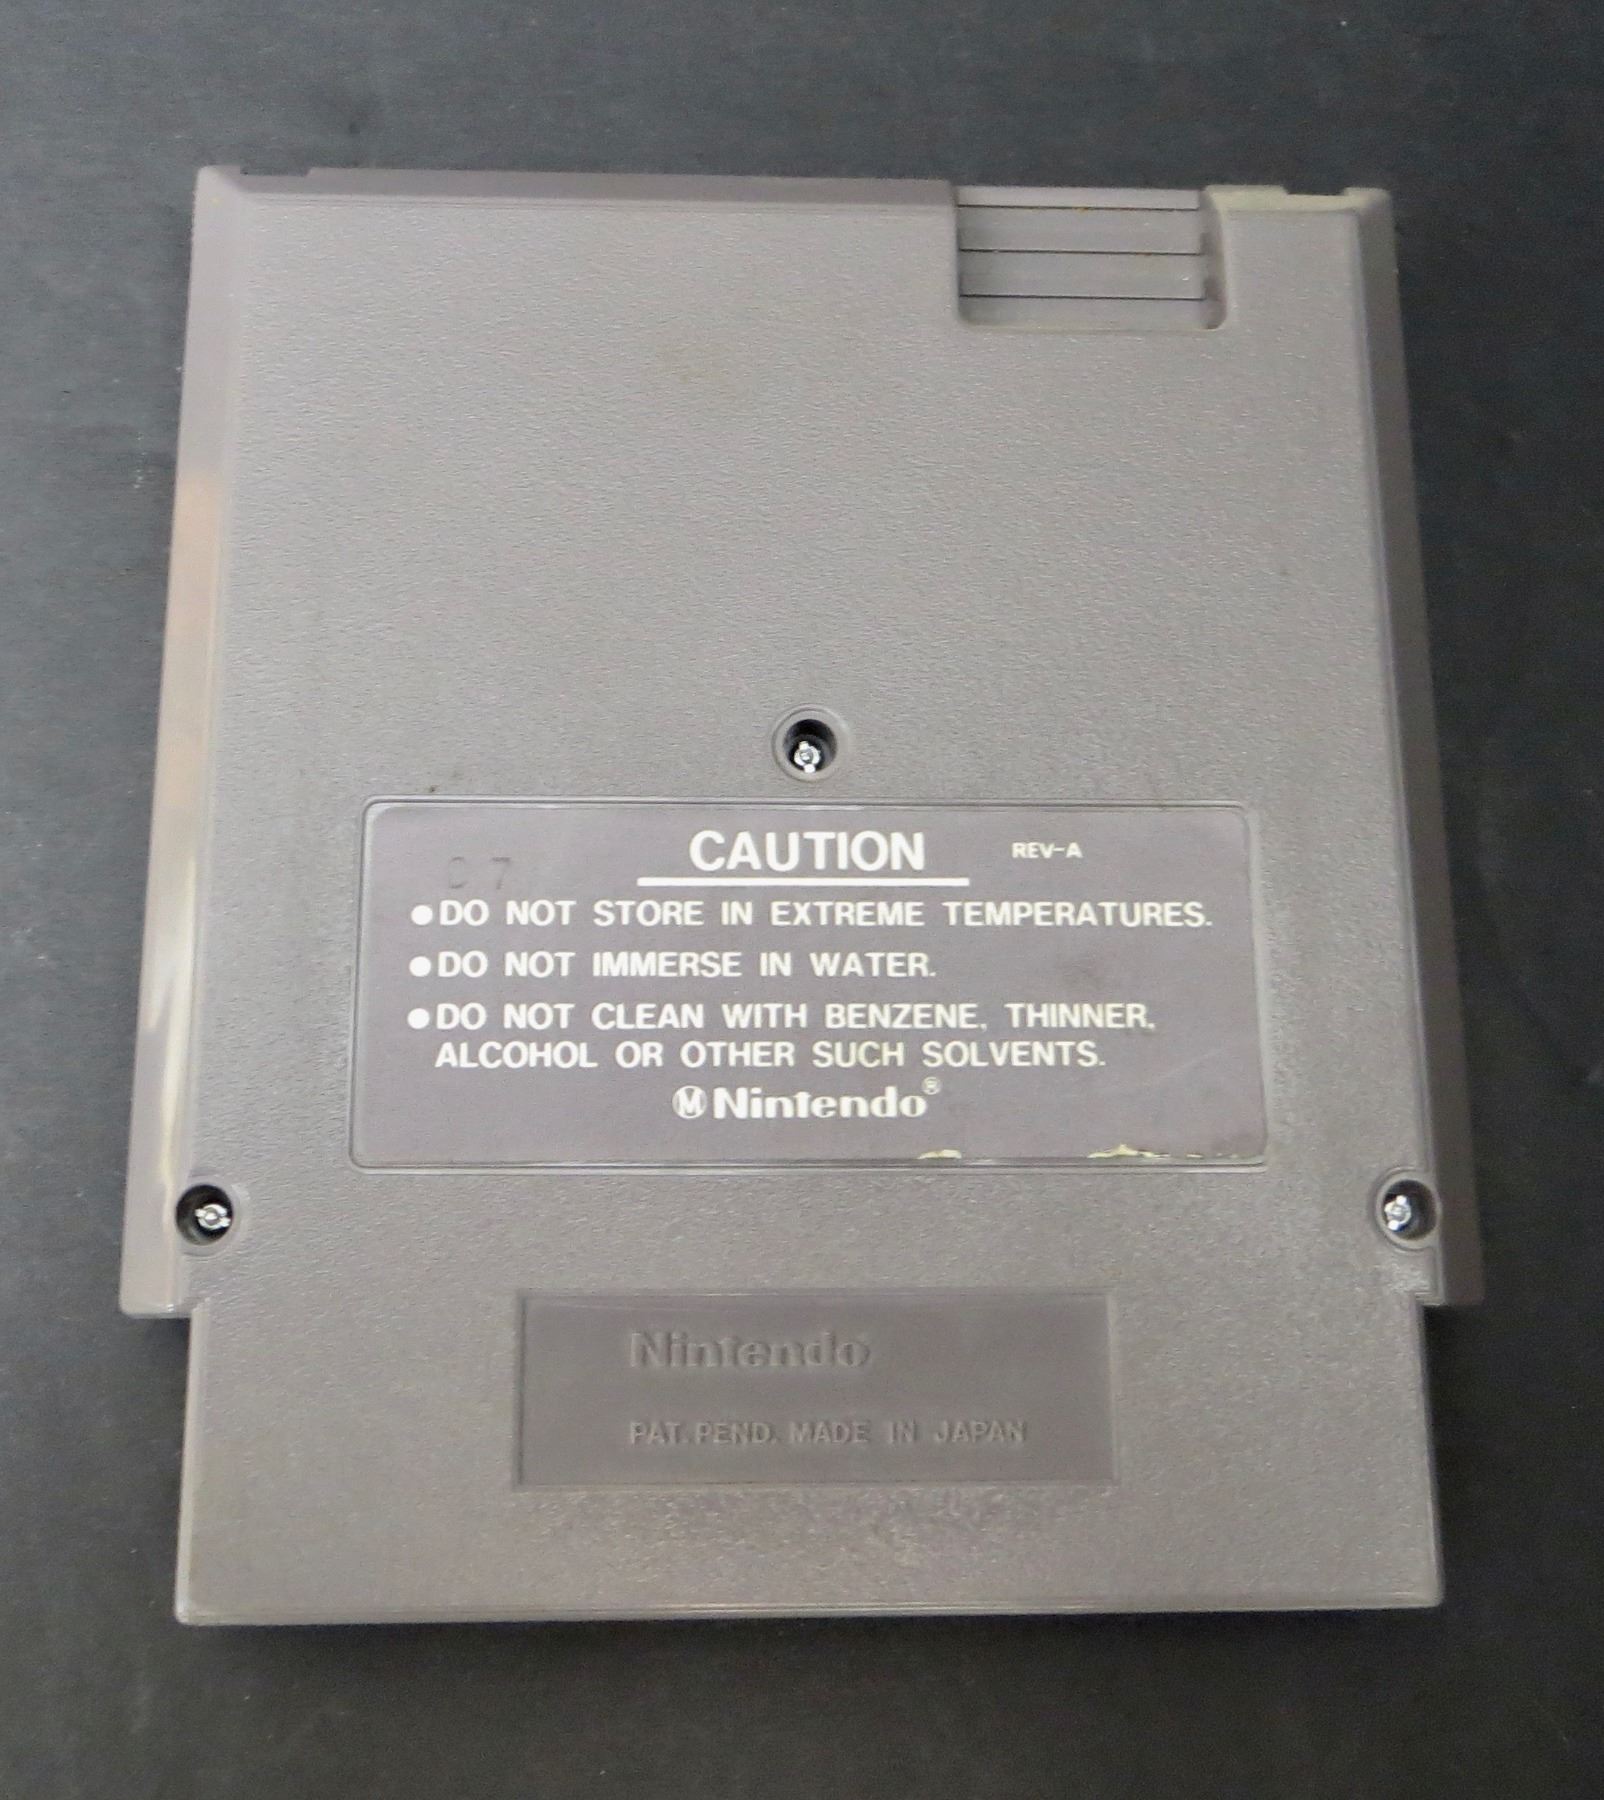 CAUTION REV-A
C 7
●DO NOT STORE IN EXTREME TEMPERATURES.
●DO NOT IMMERSE IN WATER.
●DO NOT CLEAN WITH BENZENE, THINNER,
ALCOHOL OR OTHER SUCH SOLVENTS.
Ⓜ Nintendo®
Nintendo
PAT. PEND. MADE IN JAPAN